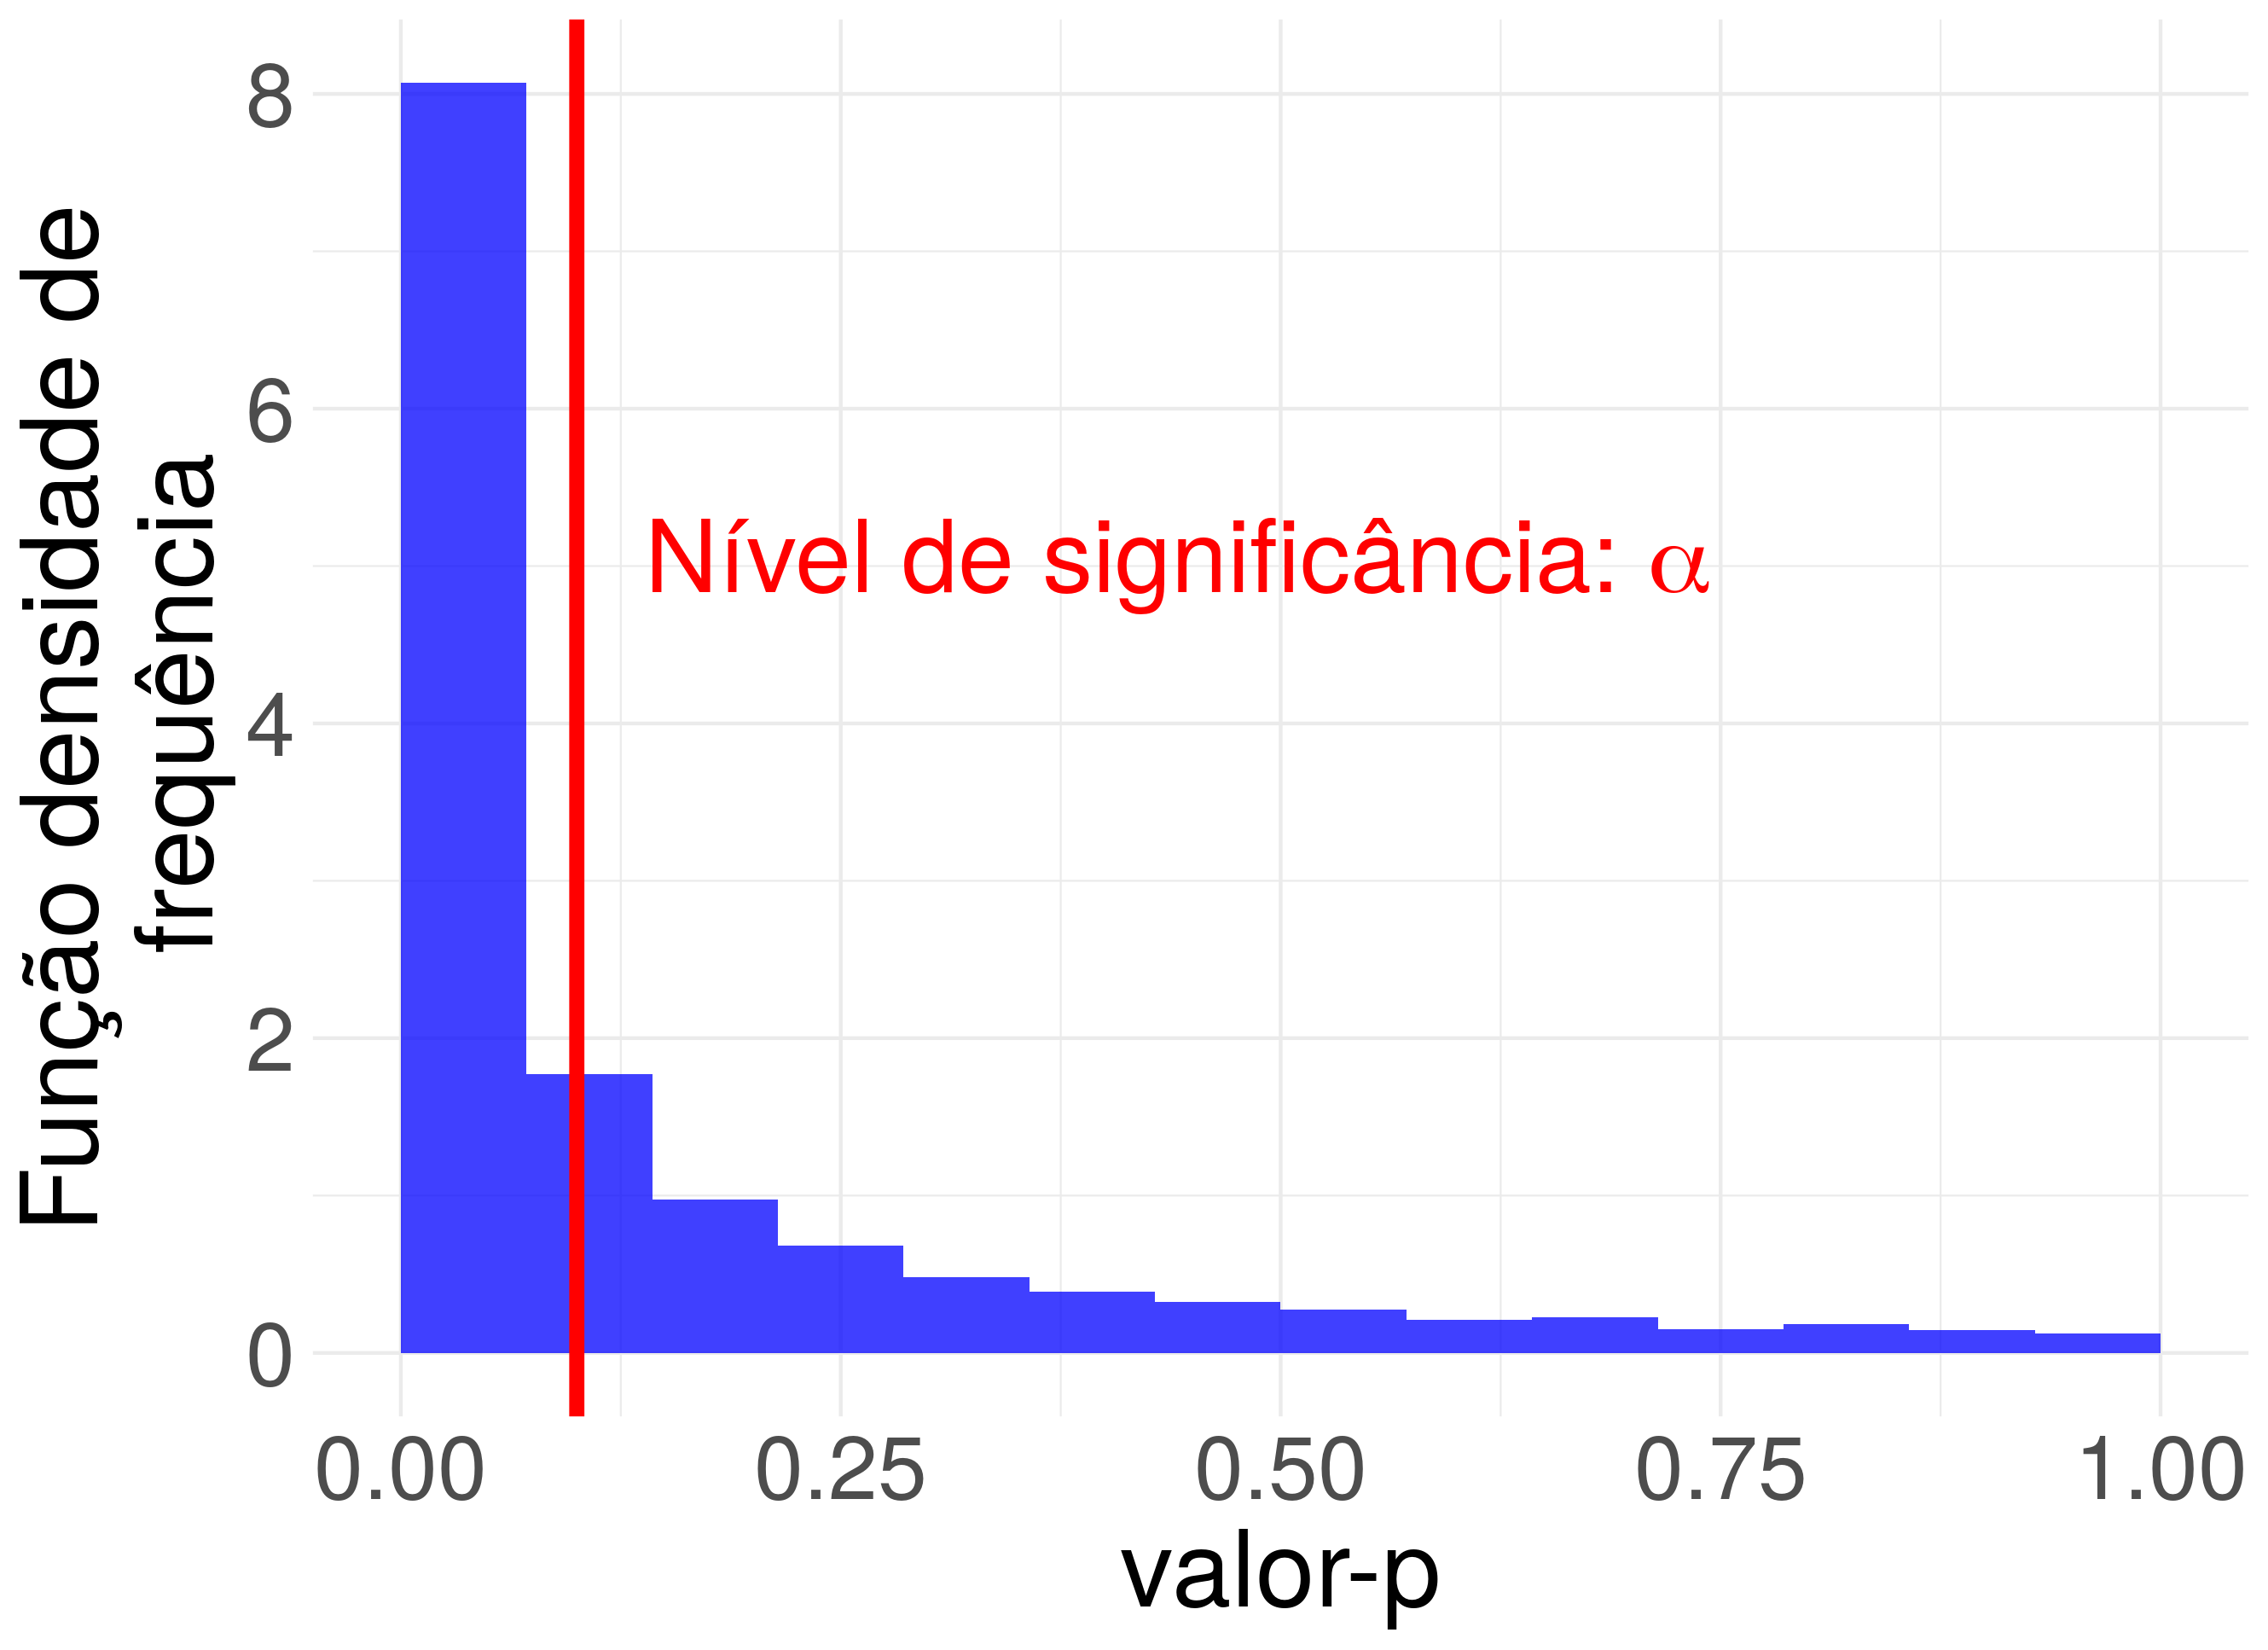 Função densidade de
frequência
8
6
4
2
0
Nível de significância: α
0.00 0.25 0.50 0.75 1.00
valor-p